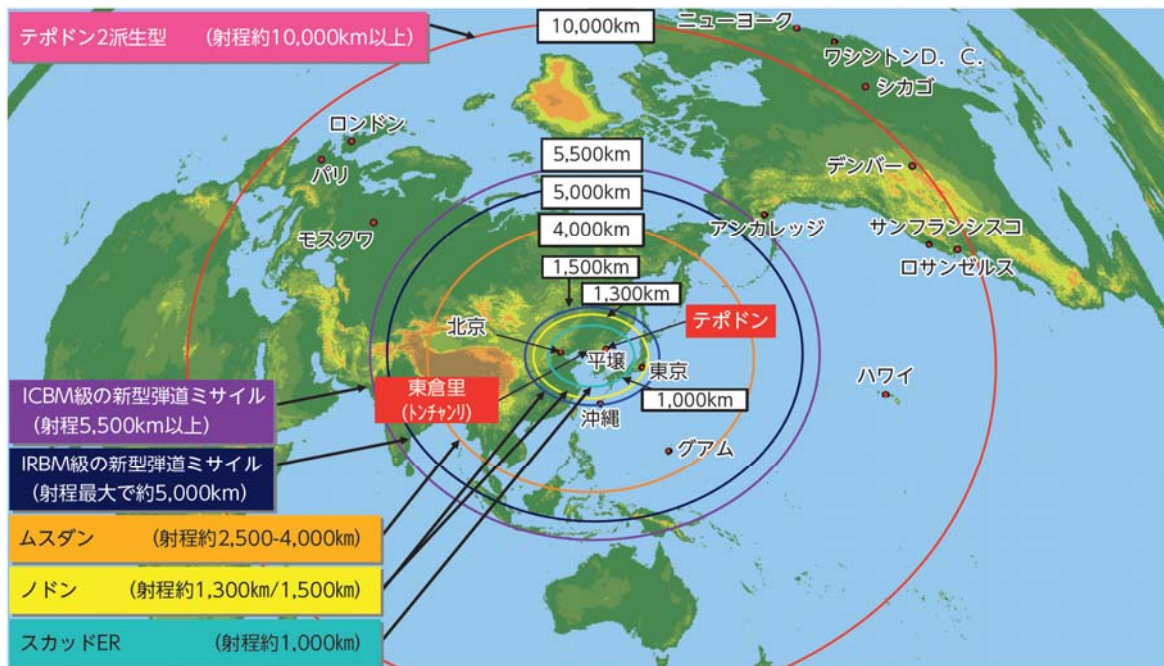 テポドン2派生型 (射程約10,000km以上)
10,000km
ニューヨーク
ワシントンD. C.
シカゴ
ロンドン
パリ
5,500km
デンバー
5,000km
モスクワ
4,000km
アンカレッジ
サンフランシスコ
ロサンゼルス
1,500km
1,300km
北京
テポドン
平壌
東京
ハワイ
東倉里
(トンチャンリ)
1,000km
沖縄
グアム
ICBM級の新型弾道ミサイル
(射程5,500km以上)
IRBM級の新型弾道ミサイル
(射程最大で約5,000km)
ムスダン (射程約2,500-4,000km)
ノドン (射程約1,300km/1,500km)
スカッドER (射程約1,000km)